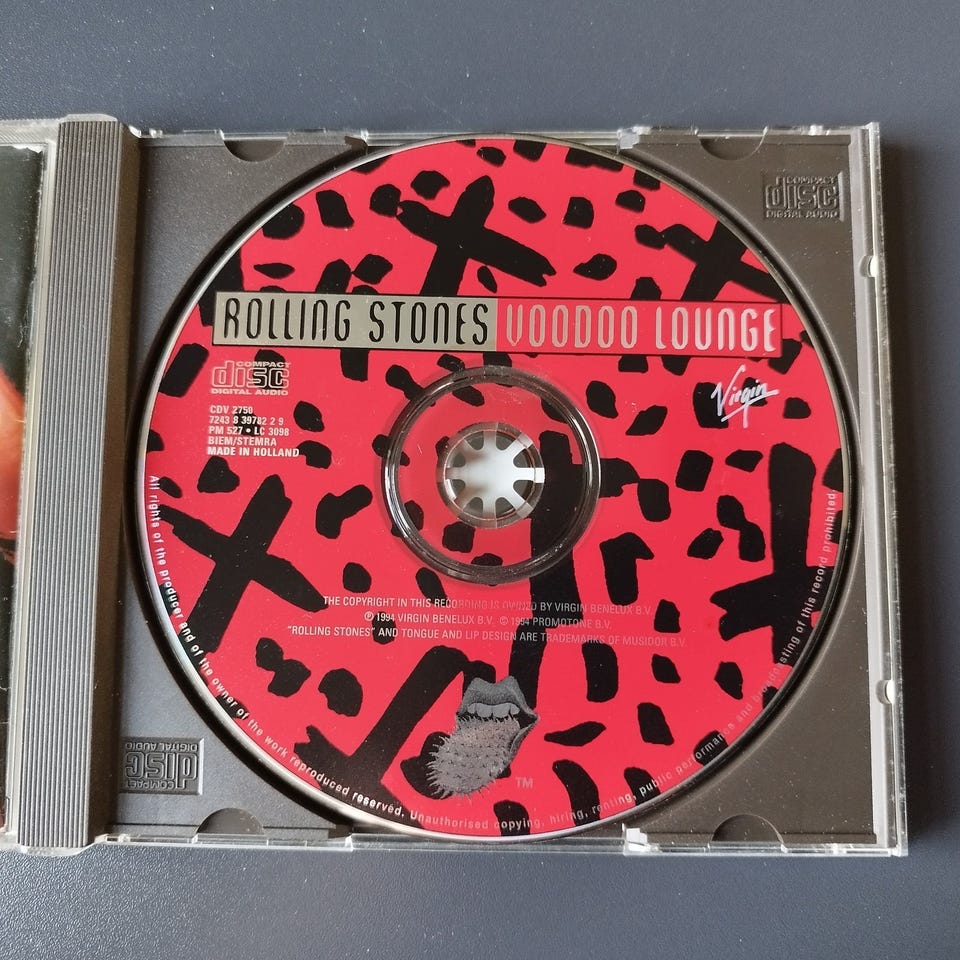 COMPACT
disc
DIGITAL AUDIO
ROLLING STONES VOODOO LOUNGE
COMPACT
disc
DIGITAL AUDIO
Virgin
CDV 2750
7243 8 39782 2 9
PM 527 • LC 3098
BIEM/STEMRA
MADE IN HOLLAND
All rights of the producer and of the owner of the work reproduced reserved. Unauthorised copying, hiring, renting, public performance and broadcasting of this record prohibited.
THE COPYRIGHT IN THIS RECORDING IS OWNED BY VIRGIN BENELUX B.V.
℗ 1994 VIRGIN BENELUX B.V. © 1994 PROMOTONE B.V.
"ROLLING STONES" AND TONGUE AND LIP DESIGN ARE TRADEMARKS OF MUSIDOR B.V.
TM
COMPACT
disc
DIGITAL AUDIO